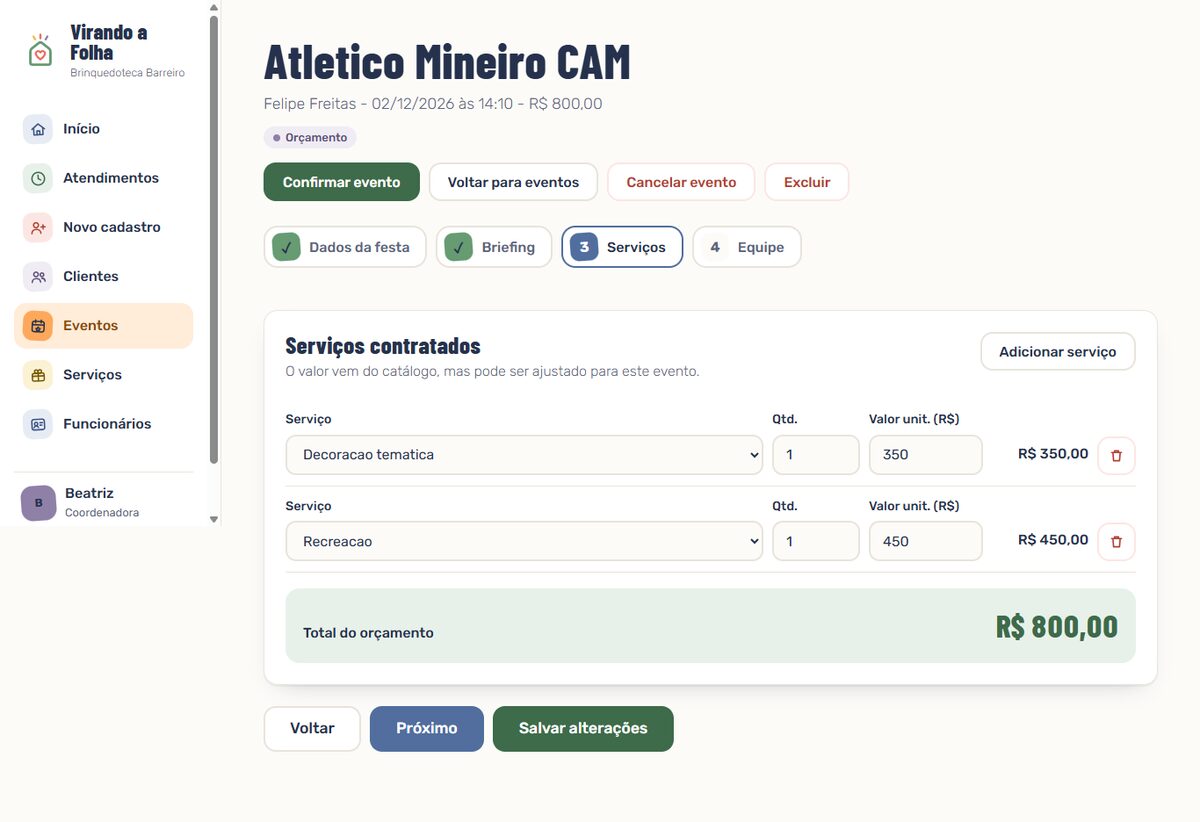 Virando a
Folha
Brinquedoteca Barreiro
Início
Atendimentos
Novo cadastro
Clientes
Eventos
Serviços
Funcionários
B
Beatriz
Coordenadora
Atletico Mineiro CAM
Felipe Freitas - 02/12/2026 às 14:10 - R$ 800,00
Orçamento
Confirmar evento Voltar para eventos Cancelar evento Excluir
✓ Dados da festa ✓ Briefing 3 Serviços 4 Equipe
Serviços contratados
O valor vem do catálogo, mas pode ser ajustado para este evento.
Adicionar serviço
Serviço Qtd. Valor unit. (R$)
Decoracao tematica 1 350 R$ 350,00
Serviço Qtd. Valor unit. (R$)
Recreacao 1 450 R$ 450,00
Total do orçamento R$ 800,00
Voltar Próximo Salvar alterações